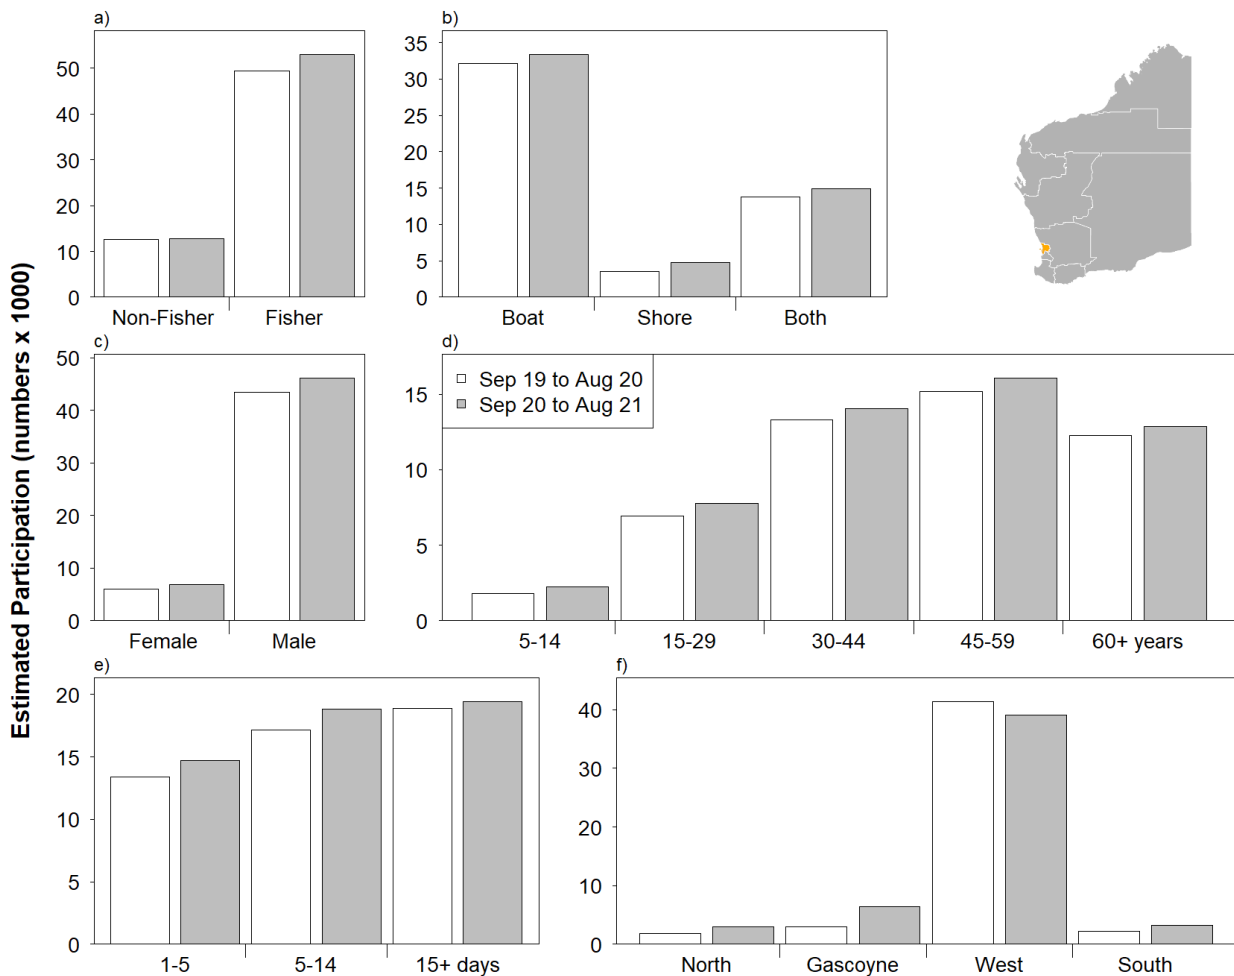 a)
50
40
30
20
10
0
Non-Fisher Fisher
b)
35
30
25
20
15
10
5
0
Boat Shore Both
Estimated Participation (numbers x 1000)
c)
50
40
30
20
10
0
Female Male
d)
Sep 19 to Aug 20
Sep 20 to Aug 21
15
10
5
0
5-14 15-29 30-44 45-59 60+ years
e)
20
15
10
5
0
1-5 5-14 15+ days
f)
40
30
20
10
0
North Gascoyne West South